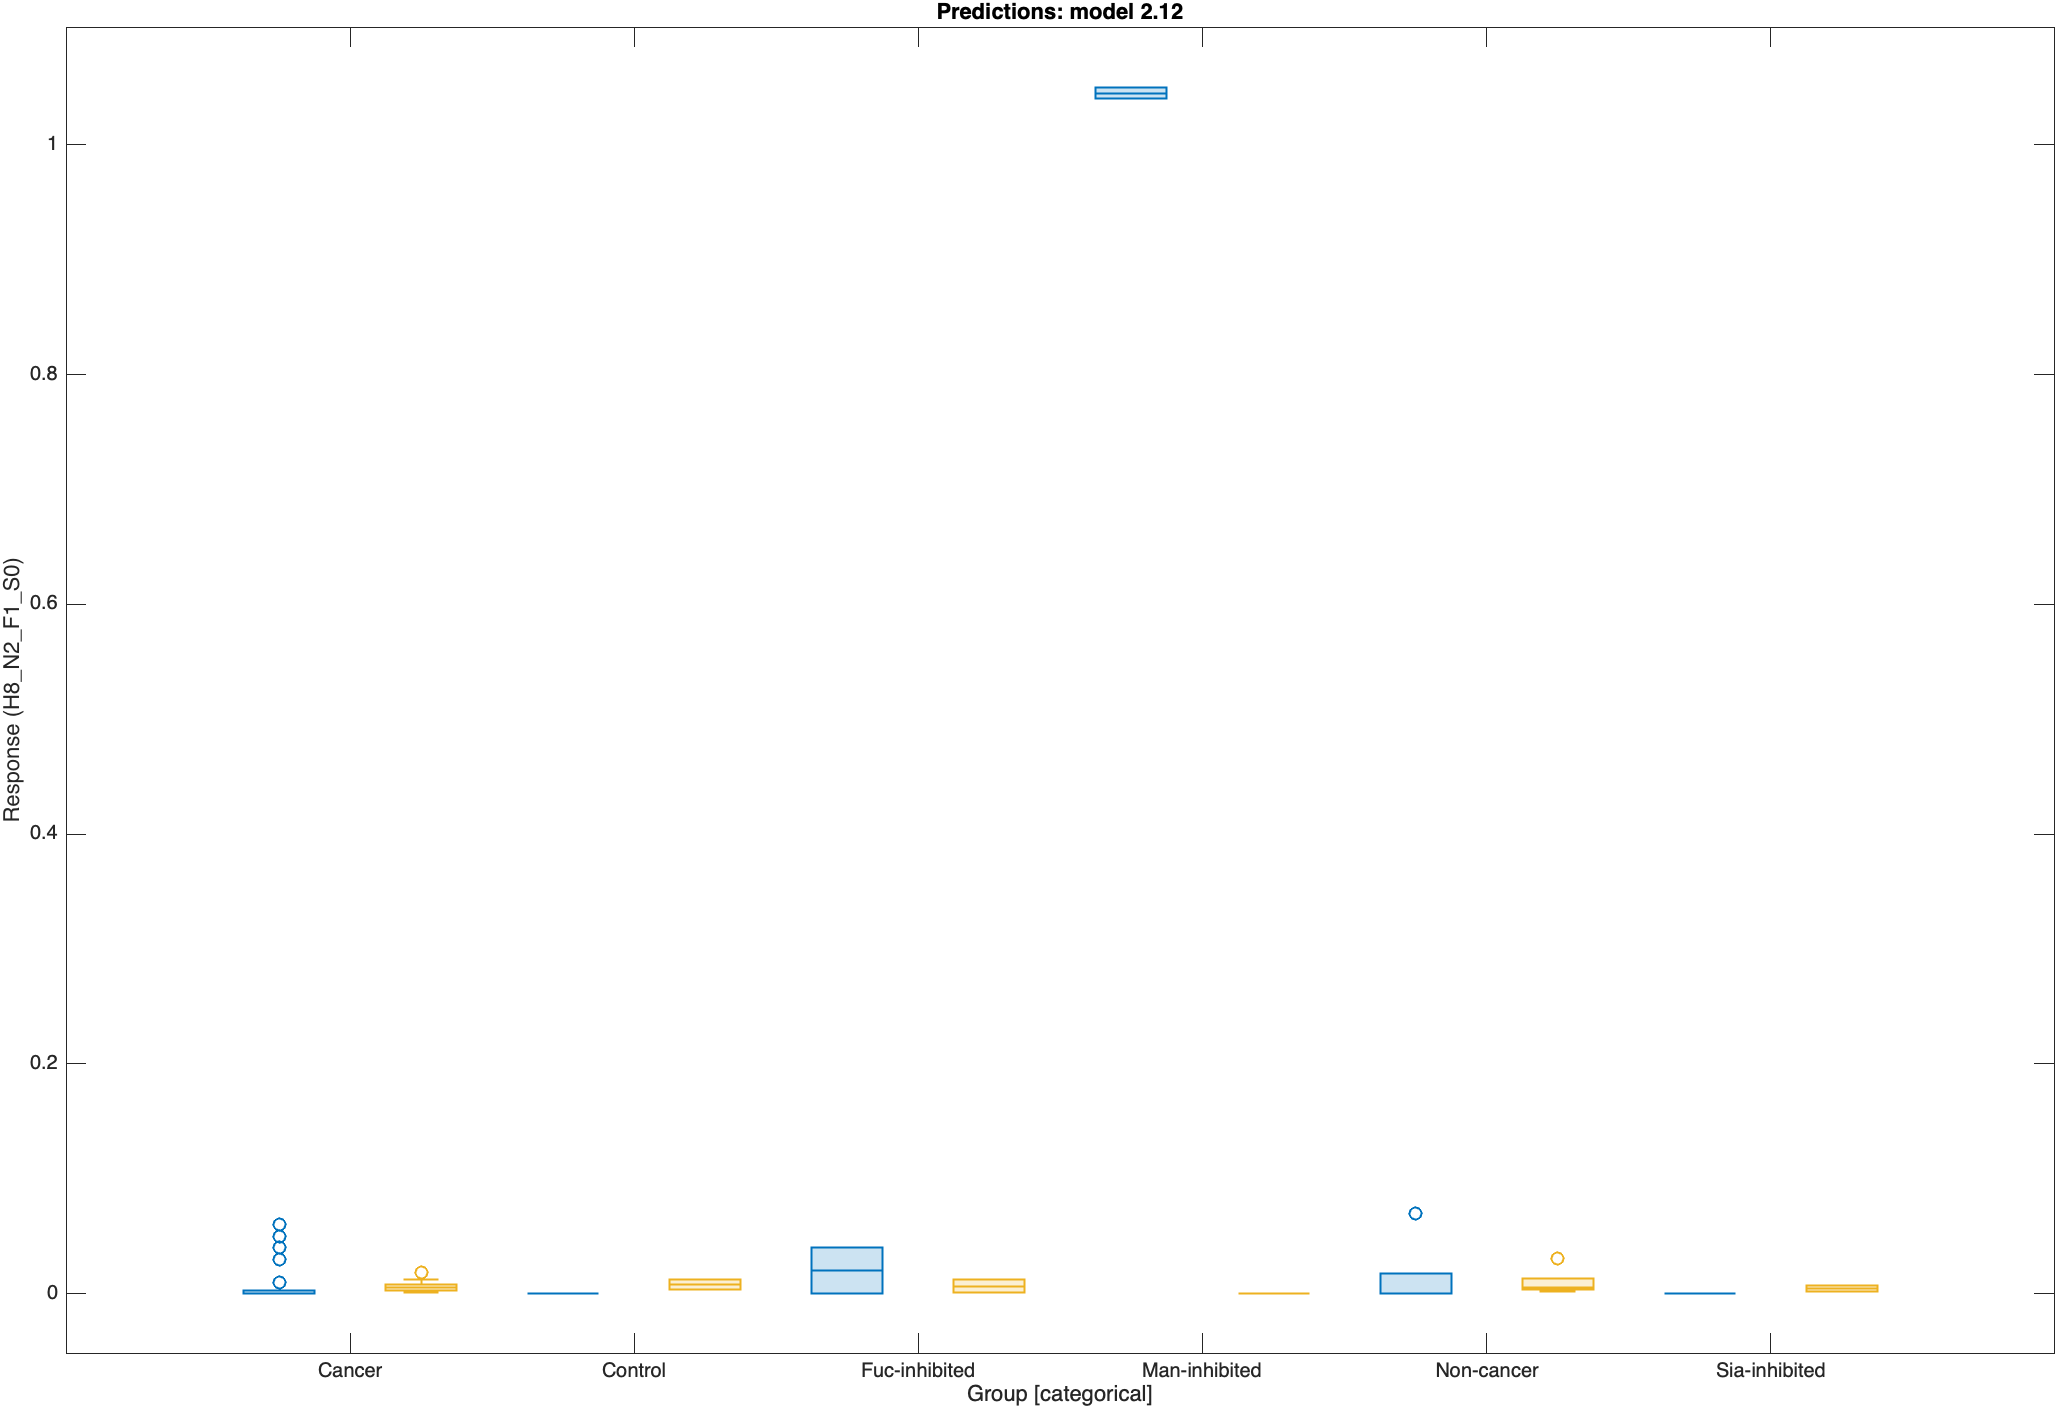 Predictions: model 2.12
1
0.8
0.6
0.4
0.2
0
Response (H8_N2_F1_S0)
Cancer Control Fuc-inhibited Man-inhibited Non-cancer Sia-inhibited
Group [categorical]